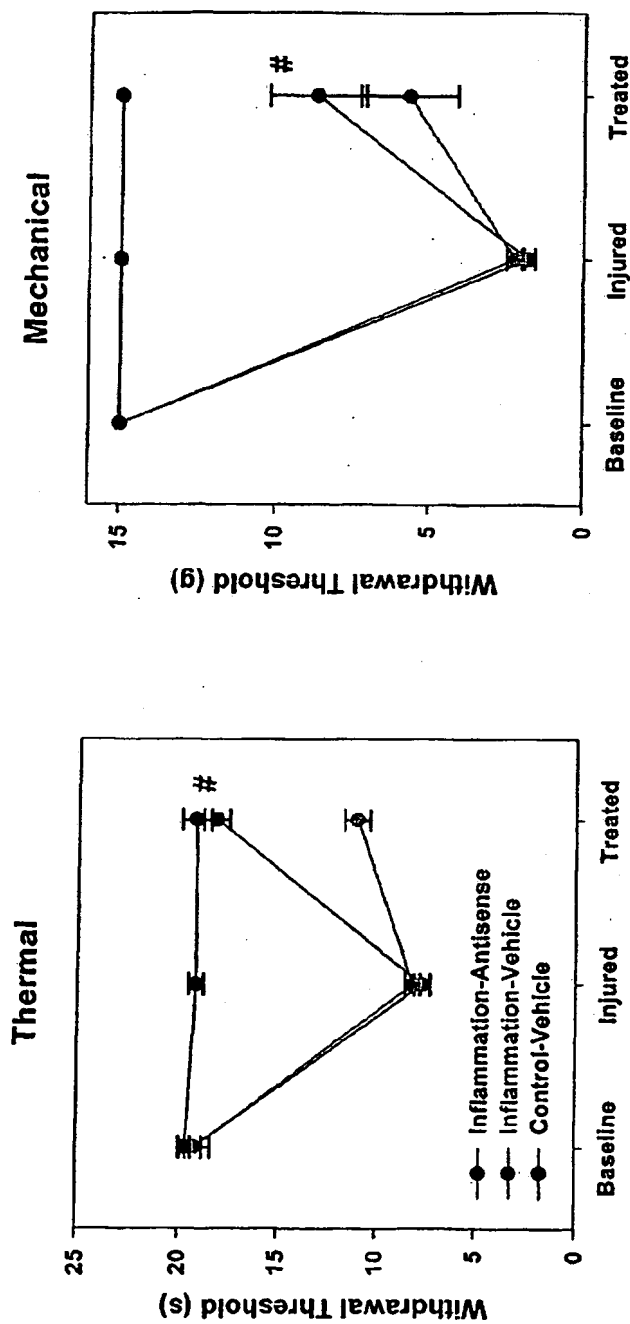 Thermal
25
20
15
10
5
0
Withdrawal Threshold (s)
#
Inflammation-Antisense
Inflammation-Vehicle
Control-Vehicle
Baseline
Injured
Treated
Mechanical
15
10
5
0
Withdrawal Threshold (g)
#
Baseline
Injured
Treated